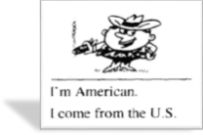 I'm American.
I come from the U.S.